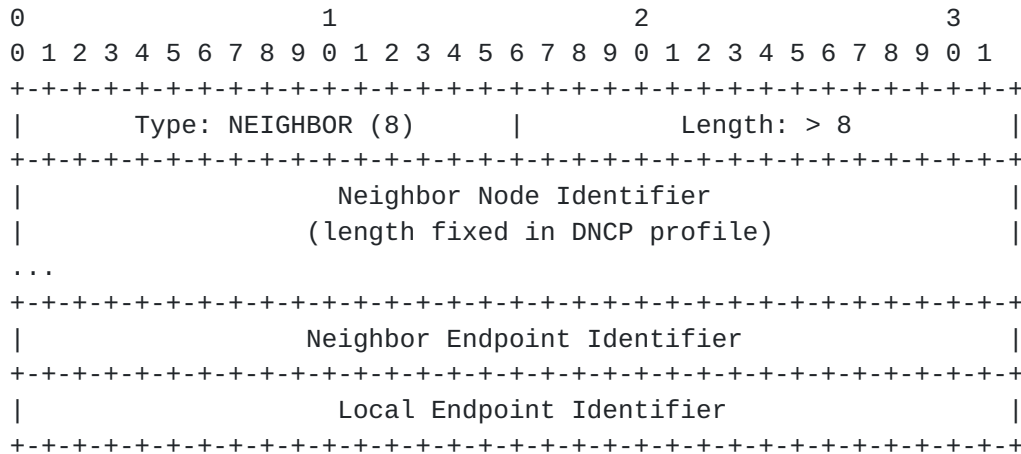 0                   1                   2                   3
0 1 2 3 4 5 6 7 8 9 0 1 2 3 4 5 6 7 8 9 0 1 2 3 4 5 6 7 8 9 0 1
+-+-+-+-+-+-+-+-+-+-+-+-+-+-+-+-+-+-+-+-+-+-+-+-+-+-+-+-+-+-+-+-+
|       Type: NEIGHBOR (8)      |          Length: > 8          |
+-+-+-+-+-+-+-+-+-+-+-+-+-+-+-+-+-+-+-+-+-+-+-+-+-+-+-+-+-+-+-+-+
|                    Neighbor Node Identifier                   |
|                  (length fixed in DNCP profile)               |
...
+-+-+-+-+-+-+-+-+-+-+-+-+-+-+-+-+-+-+-+-+-+-+-+-+-+-+-+-+-+-+-+-+
|                  Neighbor Endpoint Identifier                 |
+-+-+-+-+-+-+-+-+-+-+-+-+-+-+-+-+-+-+-+-+-+-+-+-+-+-+-+-+-+-+-+-+
|                    Local Endpoint Identifier                  |
+-+-+-+-+-+-+-+-+-+-+-+-+-+-+-+-+-+-+-+-+-+-+-+-+-+-+-+-+-+-+-+-+